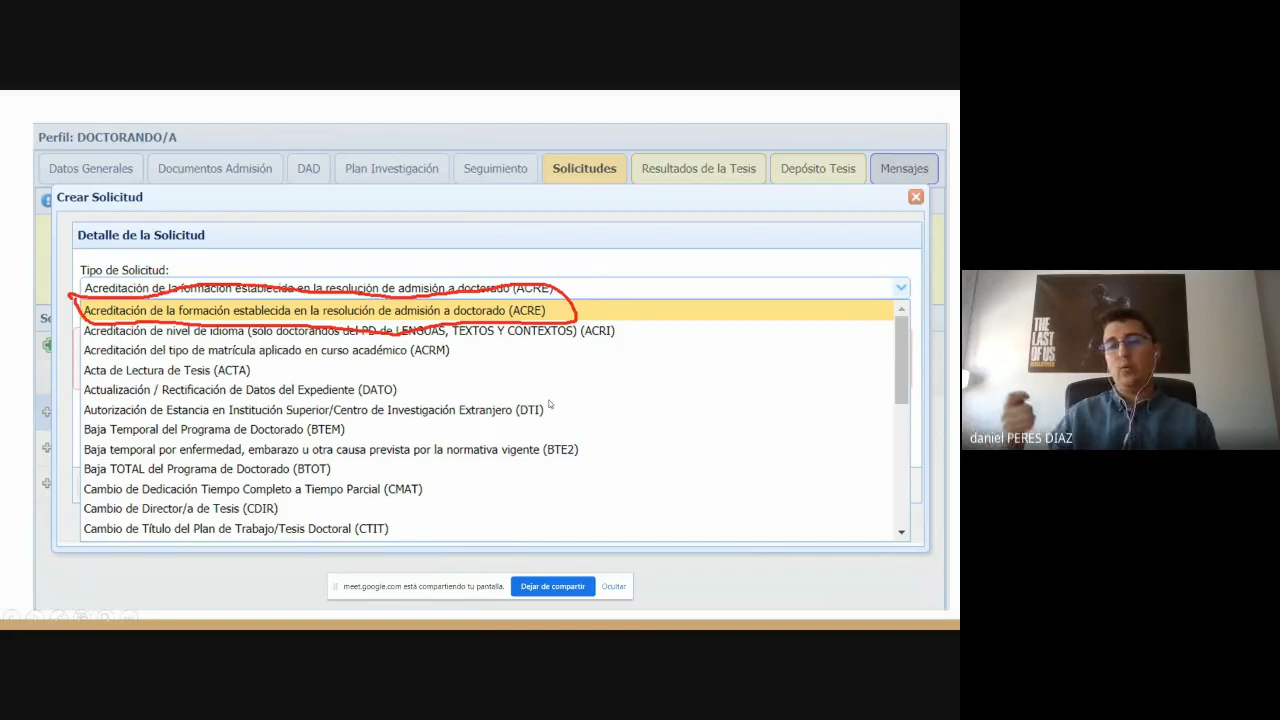 Perfil: DOCTORANDO/A
Datos Generales Documentos Admisión DAD Plan Investigación Seguimiento Solicitudes Resultados de la Tesis Depósito Tesis Mensajes
Crear Solicitud
Detalle de la Solicitud
Tipo de Solicitud:
Acreditación de la formación establecida en la resolución de admisión a doctorado (ACRE)
Acreditación de la formación establecida en la resolución de admisión a doctorado (ACRE)
Acreditación de nivel de idioma (solo doctorandos del PD de LENGUAS, TEXTOS Y CONTEXTOS) (ACRI)
Acreditación del tipo de matrícula aplicado en curso académico (ACRM)
Acta de Lectura de Tesis (ACTA)
Actualización / Rectificación de Datos del Expediente (DATO)
Autorización de Estancia en Institución Superior/Centro de Investigación Extranjero (DTI)
Baja Temporal del Programa de Doctorado (BTEM)
Baja temporal por enfermedad, embarazo u otra causa prevista por la normativa vigente (BTE2)
Baja TOTAL del Programa de Doctorado (BTOT)
Cambio de Dedicación Tiempo Completo a Tiempo Parcial (CMAT)
Cambio de Director/a de Tesis (CDIR)
Cambio de Título del Plan de Trabajo/Tesis Doctoral (CTIT)
meet.google.com está compartiendo tu pantalla. Dejar de compartir Ocultar
THE
LAST
OF US
daniel PERES DIAZ